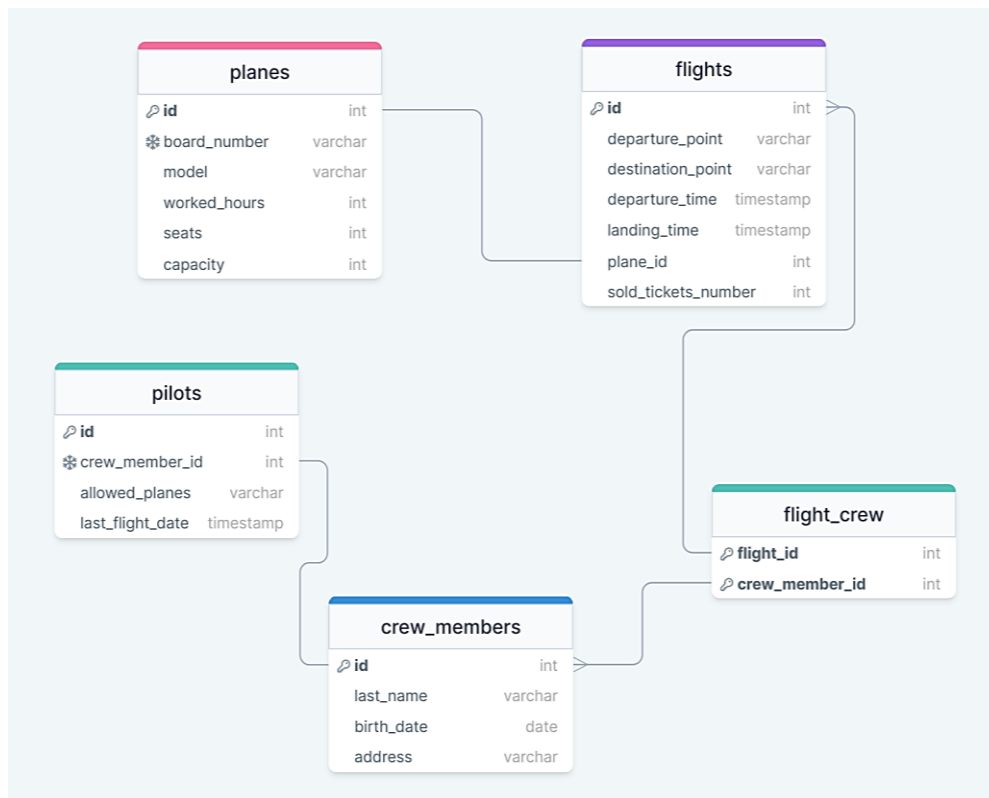 planes
id int
board_number varchar
model varchar
worked_hours int
seats int
capacity int
flights
id int
departure_point varchar
destination_point varchar
departure_time timestamp
landing_time timestamp
plane_id int
sold_tickets_number int
pilots
id int
crew_member_id int
allowed_planes varchar
last_flight_date timestamp
flight_crew
flight_id int
crew_member_id int
crew_members
id int
last_name varchar
birth_date date
address varchar